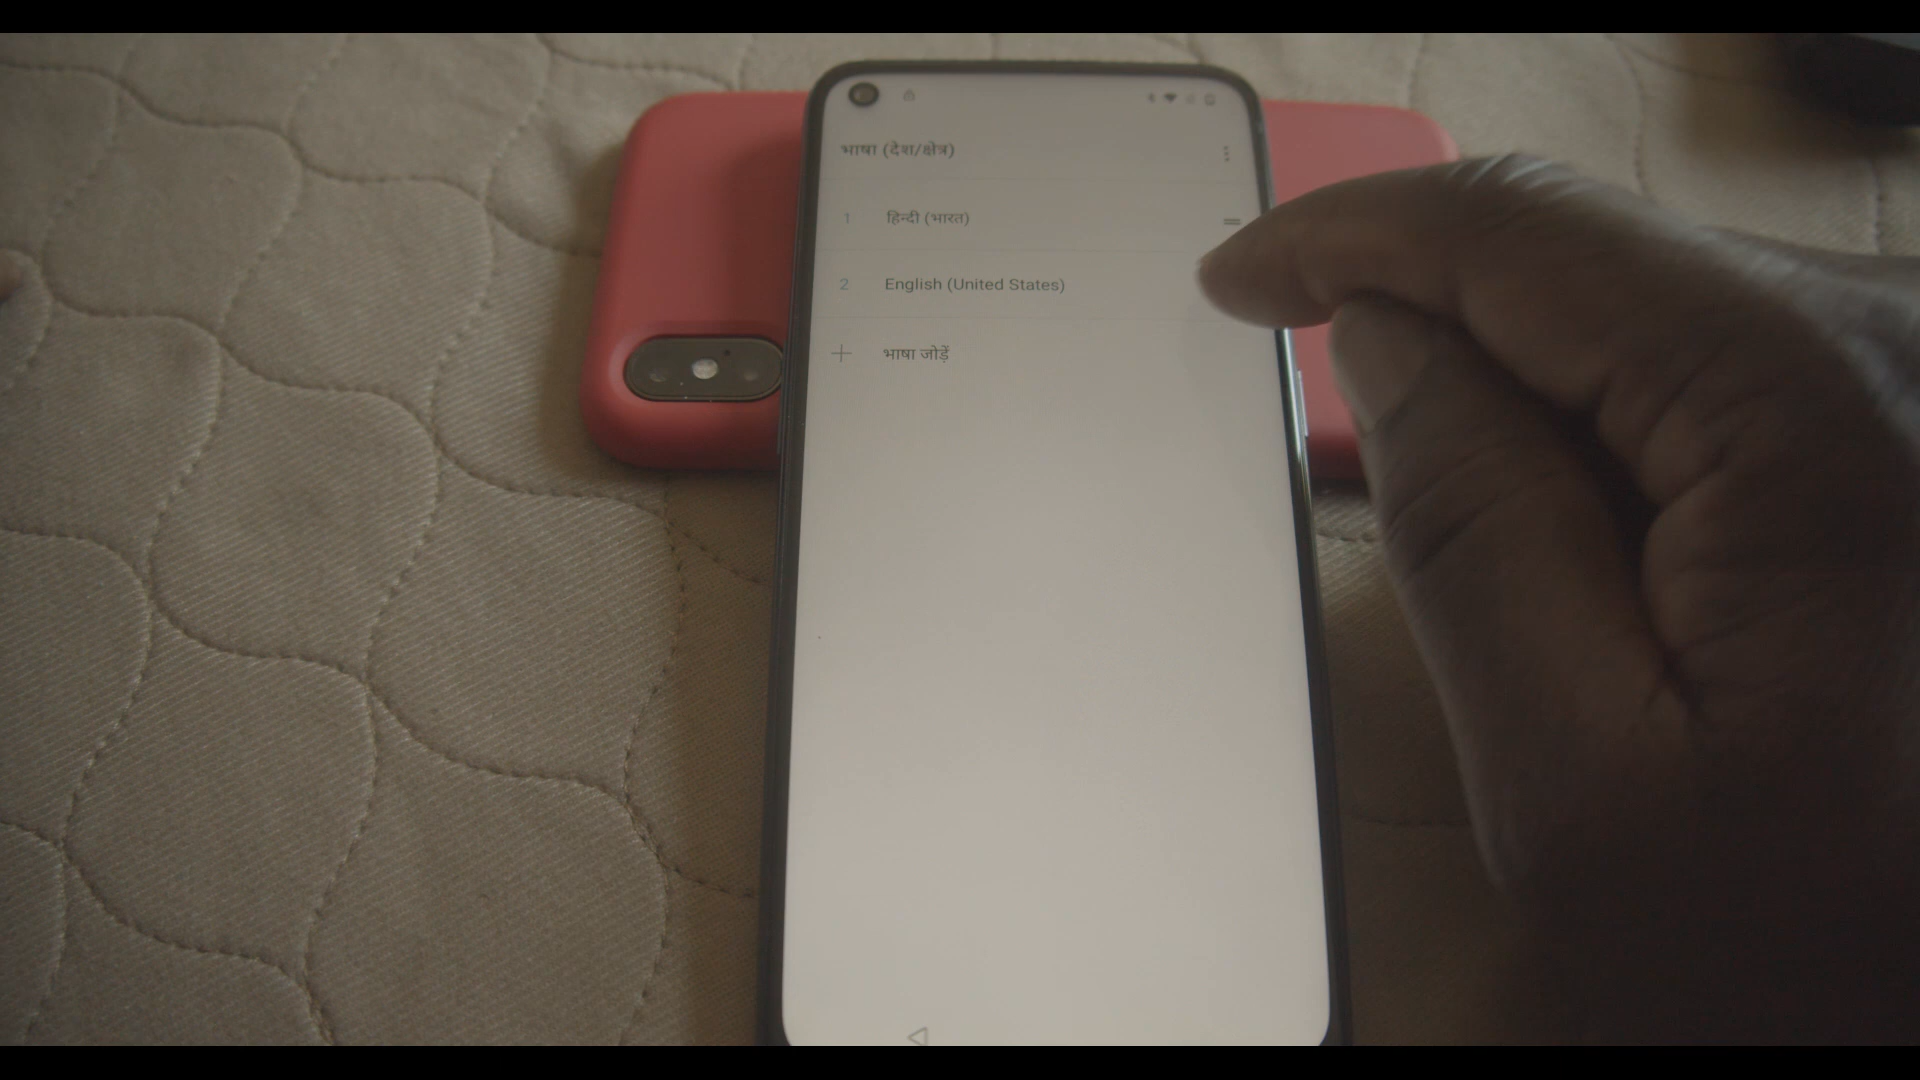 भाषा (देश/क्षेत्र)
1 हिन्दी (भारत)
2 English (United States)
भाषा जोड़ें